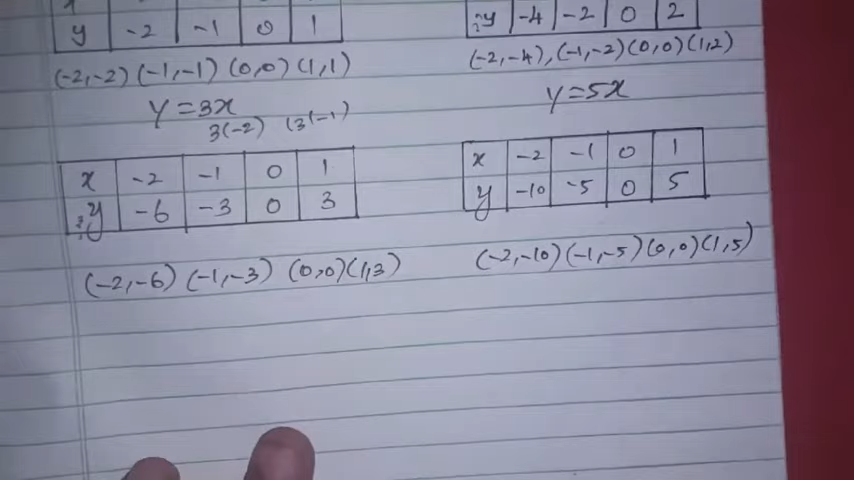 y -2 -1 0 1
(-2,-2) (-1,-1) (0,0) (1,1)
y -4 -2 0 2
(-2,-4), (-1,-2) (0,0) (1,2)
y=3x
3(-2) (3(-1)
x -2 -1 0 1
y -6 -3 0 3
(-2,-6) (-1,-3) (0,0) (1,3)
y=5x
x -2 -1 0 1
y -10 -5 0 5
(-2,-10) (-1,-5) (0,0) (1,5)